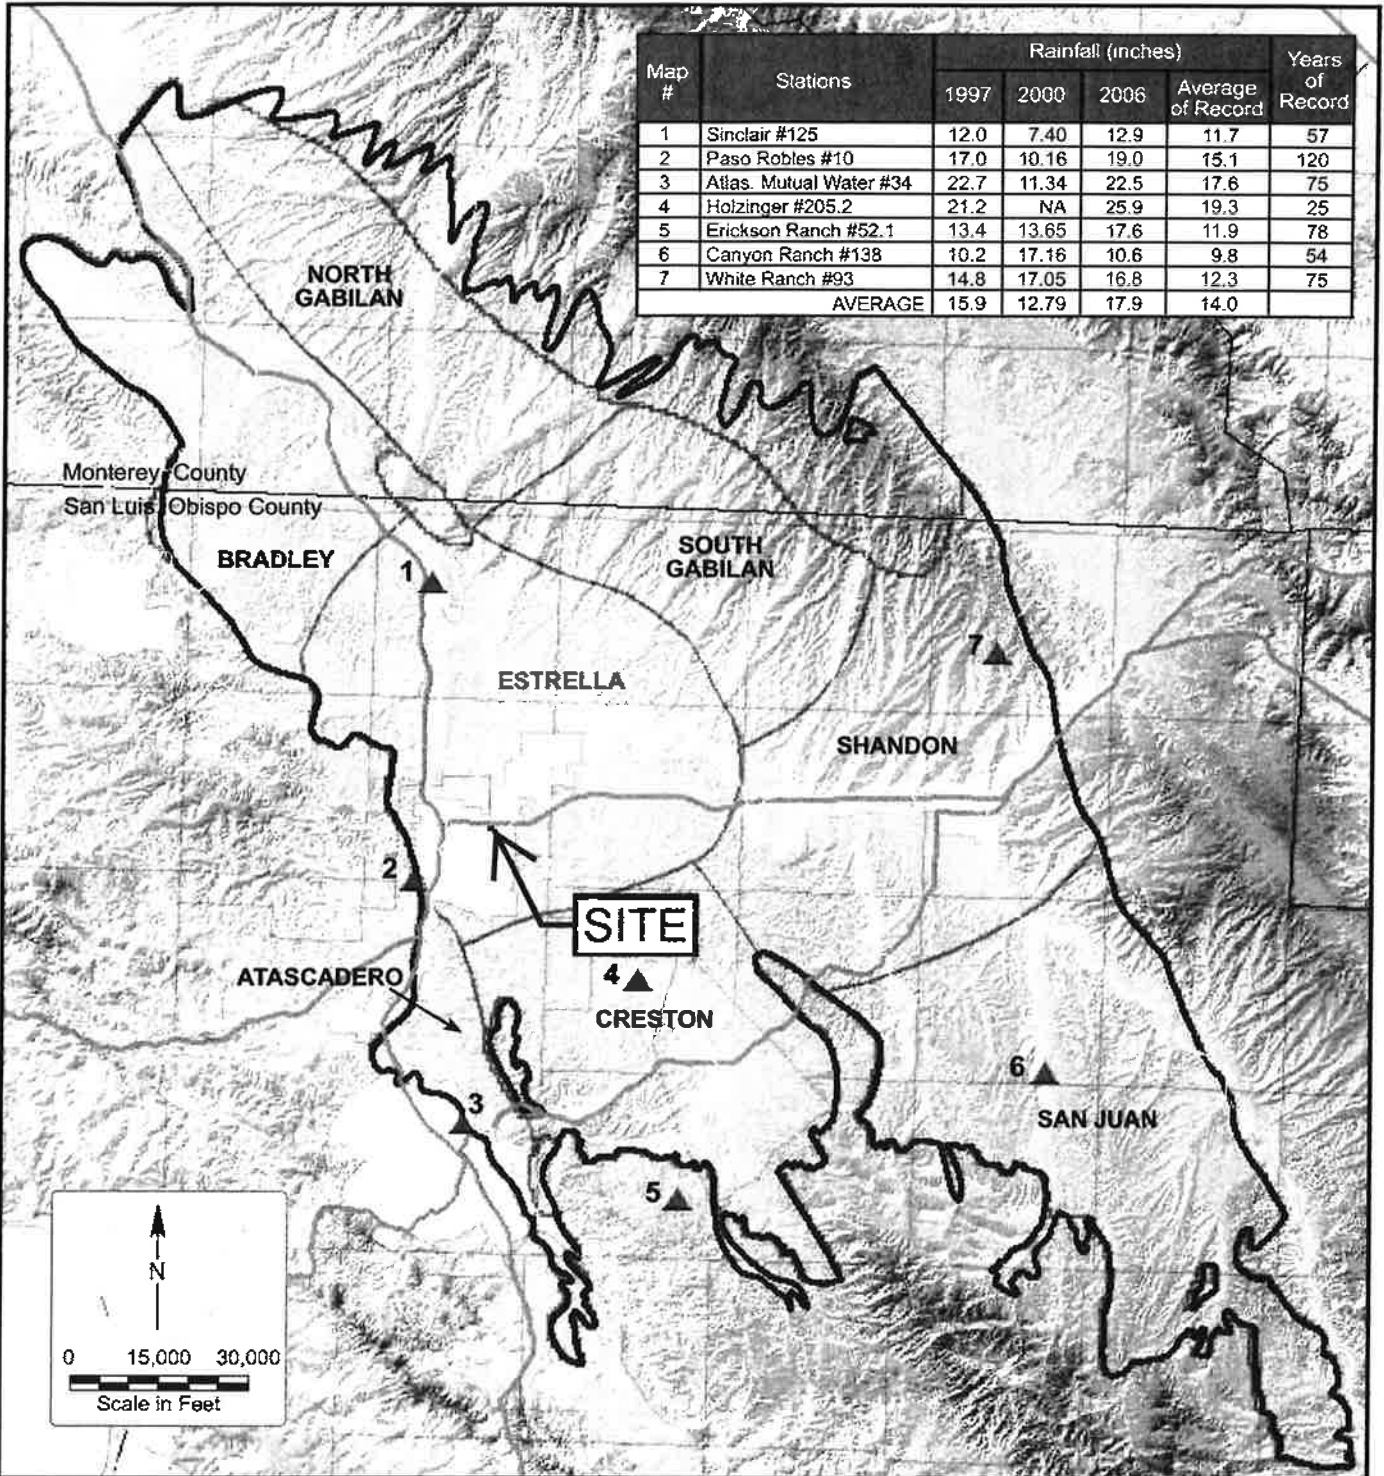 Map # Stations Rainfall (inches) Years of Record
1997 2000 2006 Average of Record
1 Sinclair #125 12.0 7.40 12.9 11.7 57
2 Paso Robles #10 17.0 10.16 19.0 15.1 120
3 Atlas. Mutual Water #34 22.7 11.34 22.5 17.6 75
4 Holzinger #205.2 21.2 NA 25.9 19.3 25
5 Erickson Ranch #52.1 13.4 13.65 17.6 11.9 78
6 Canyon Ranch #138 10.2 17.16 10.6 9.8 54
7 White Ranch #93 14.8 17.05 16.8 12.3 75
AVERAGE 15.9 12.79 17.9 14.0
NORTH
GABILAN
Monterey County
San Luis Obispo County
BRADLEY
SOUTH
GABILAN
1
7
ESTRELLA
SHANDON
2
SITE
ATASCADERO
4
CRESTON
6
3
SAN JUAN
5
N
0 15,000 30,000
Scale in Feet